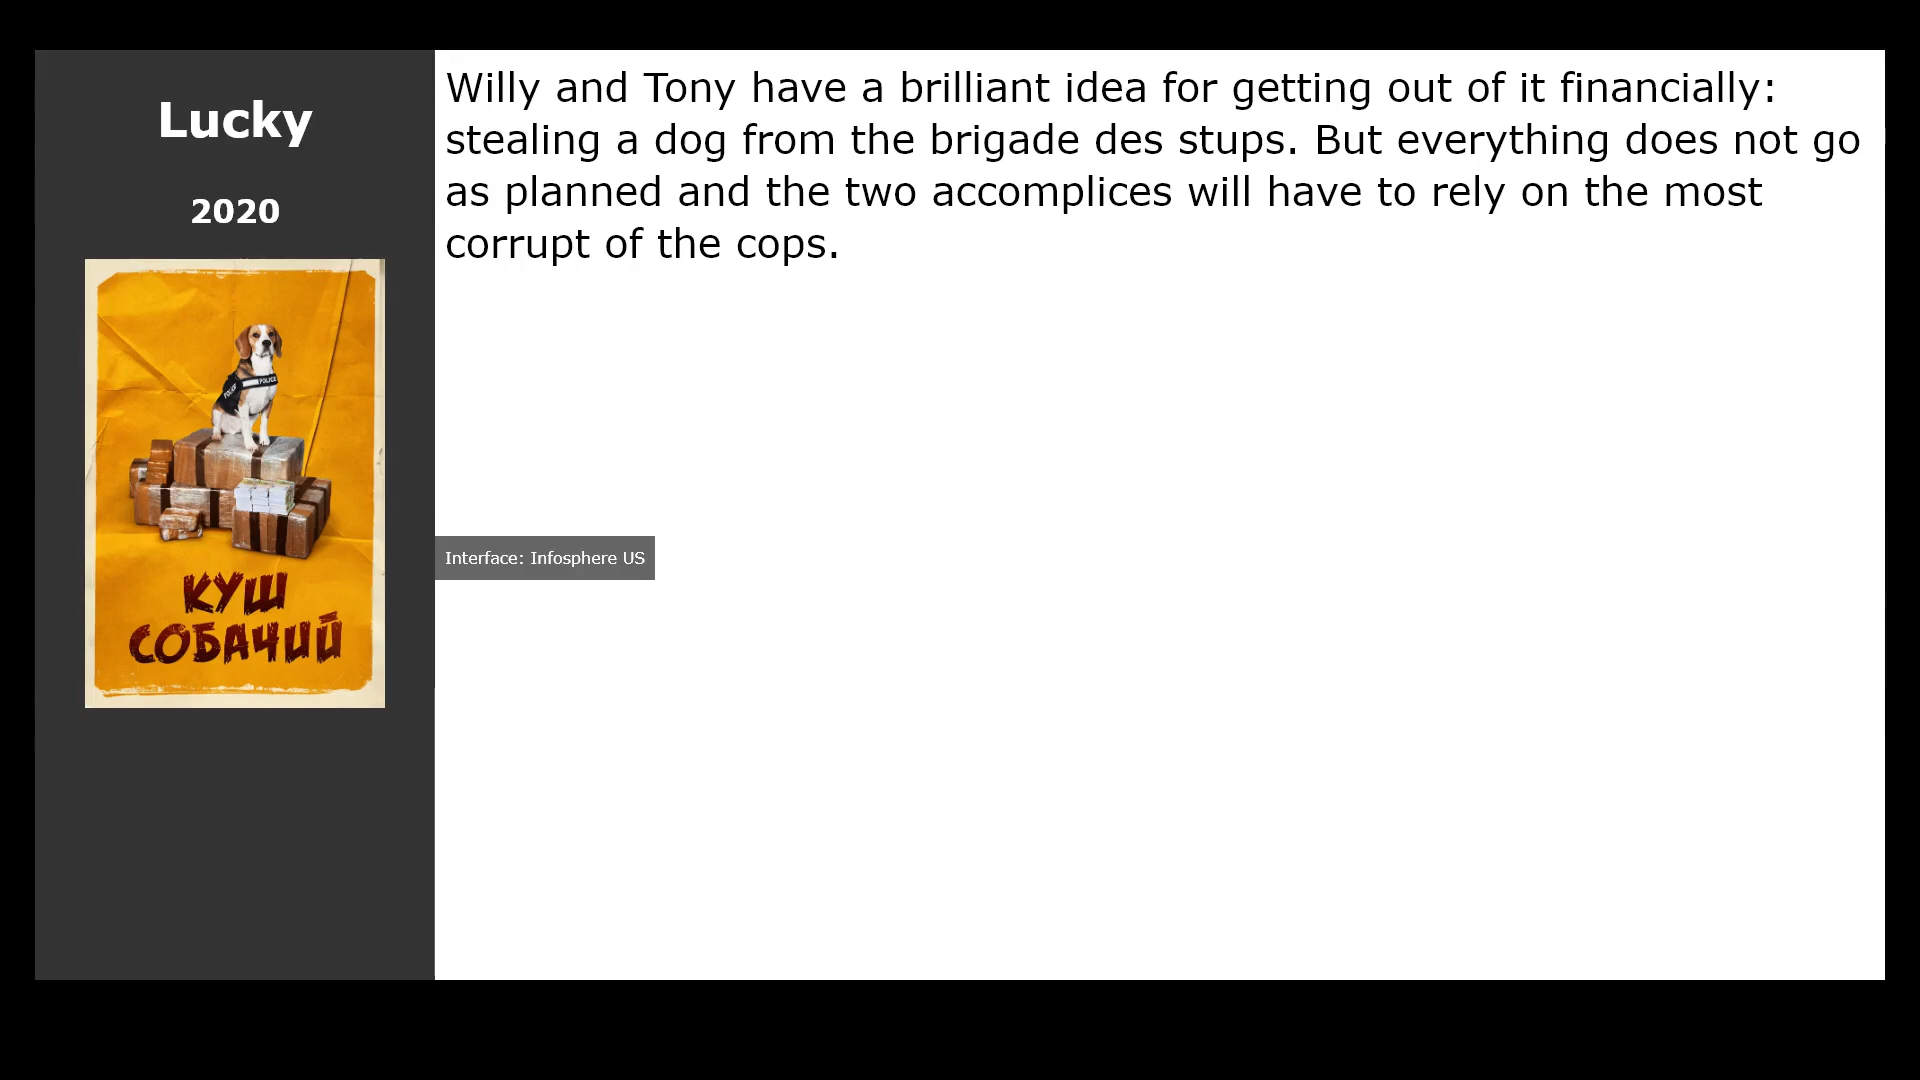 Lucky
2020
POLICE
POLICE
КУШ
СОБАЧИЙ
Willy and Tony have a brilliant idea for getting out of it financially:
stealing a dog from the brigade des stups. But everything does not go
as planned and the two accomplices will have to rely on the most
corrupt of the cops.
Interface: Infosphere US